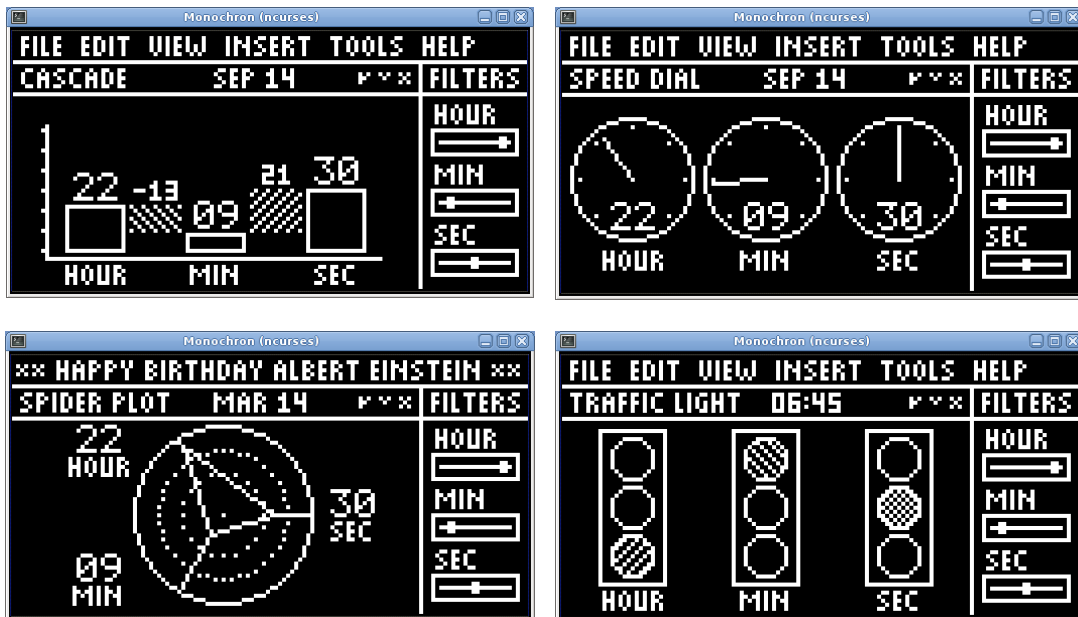 Monochron (ncurses)
FILE EDIT VIEW INSERT TOOLS HELP
CASCADE SEP 14 FILTERS
HOUR
MIN
SEC
22 -13 09 21 30
HOUR MIN SEC
Monochron (ncurses)
FILE EDIT VIEW INSERT TOOLS HELP
SPEED DIAL SEP 14 FILTERS
HOUR
MIN
SEC
22 09 30
HOUR MIN SEC
Monochron (ncurses)
×× HAPPY BIRTHDAY ALBERT EINSTEIN ××
SPIDER PLOT MAR 14 FILTERS
22
HOUR
30
SEC
09
MIN
HOUR
MIN
SEC
Monochron (ncurses)
FILE EDIT VIEW INSERT TOOLS HELP
TRAFFIC LIGHT 06:45 FILTERS
HOUR
MIN
SEC
HOUR MIN SEC